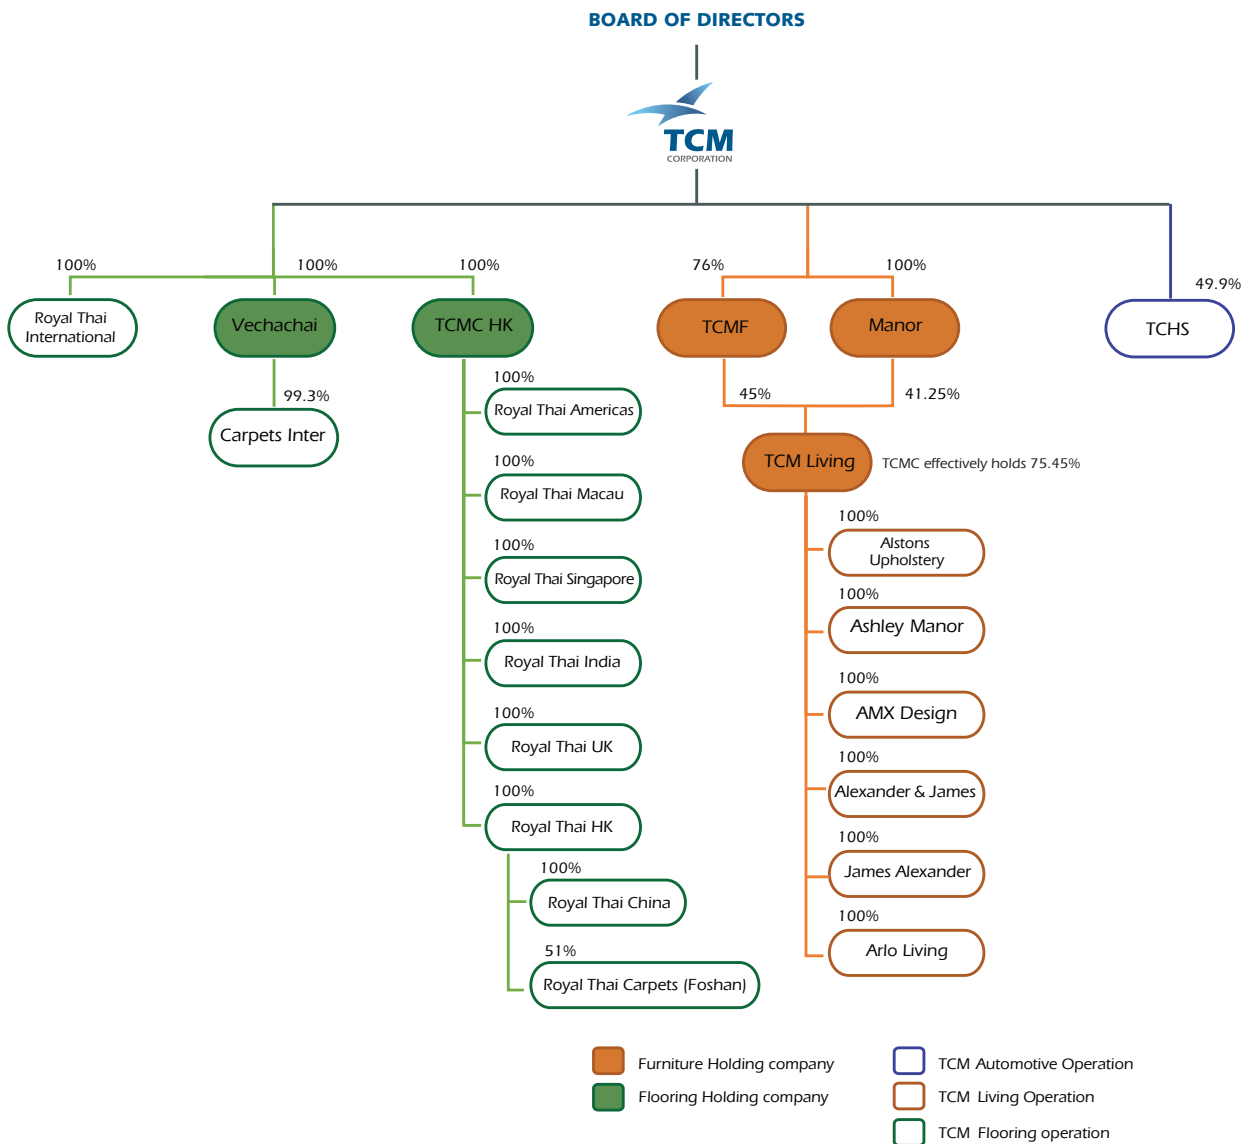 BOARD OF DIRECTORS
TCM
CORPORATION
100%
100%
100%
76%
100%
49.9%
Royal Thai
International
Vechachai
TCMC HK
TCMF
Manor
TCHS
99.3%
Carpets Inter
45%
41.25%
TCM Living
TCMC effectively holds 75.45%
100%
Royal Thai Americas
100%
Royal Thai Macau
100%
Royal Thai Singapore
100%
Royal Thai India
100%
Royal Thai UK
100%
Royal Thai HK
100%
Royal Thai China
51%
Royal Thai Carpets (Foshan)
100%
Alstons
Upholstery
100%
Ashley Manor
100%
AMX Design
100%
Alexander & James
100%
James Alexander
100%
Arlo Living
Furniture Holding company
Flooring Holding company
TCM Automotive Operation
TCM Living Operation
TCM Flooring operation